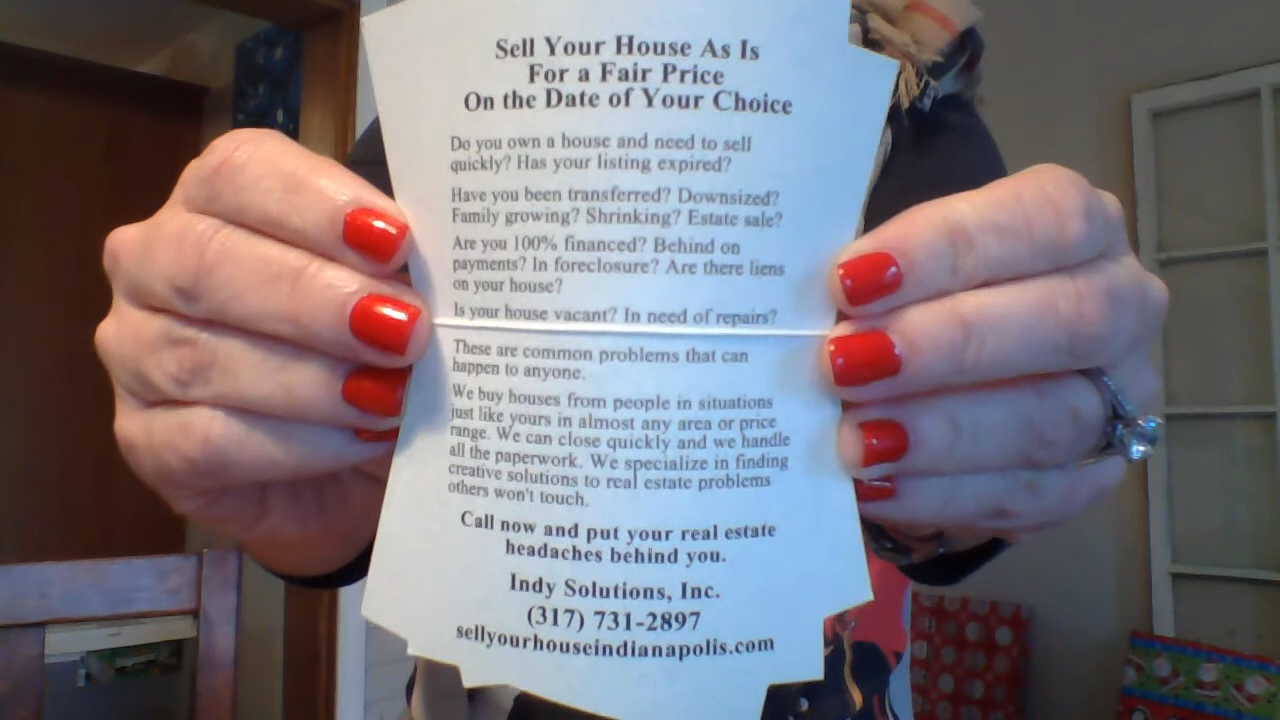 Sell Your House As Is
For a Fair Price
On the Date of Your Choice
Do you own a house and need to sell
quickly? Has your listing expired?
Have you been transferred? Downsized?
Family growing? Shrinking? Estate sale?
Are you 100% financed? Behind on
payments? In foreclosure? Are there liens
on your house?
Is your house vacant? In need of repairs?
These are common problems that can
happen to anyone.
We buy houses from people in situations
just like yours in almost any area or price
range. We can close quickly and we handle
all the paperwork. We specialize in finding
creative solutions to real estate problems
others won't touch.
Call now and put your real estate
headaches behind you.
Indy Solutions, Inc.
(317) 731-2897
sellyourhouseindianapolis.com